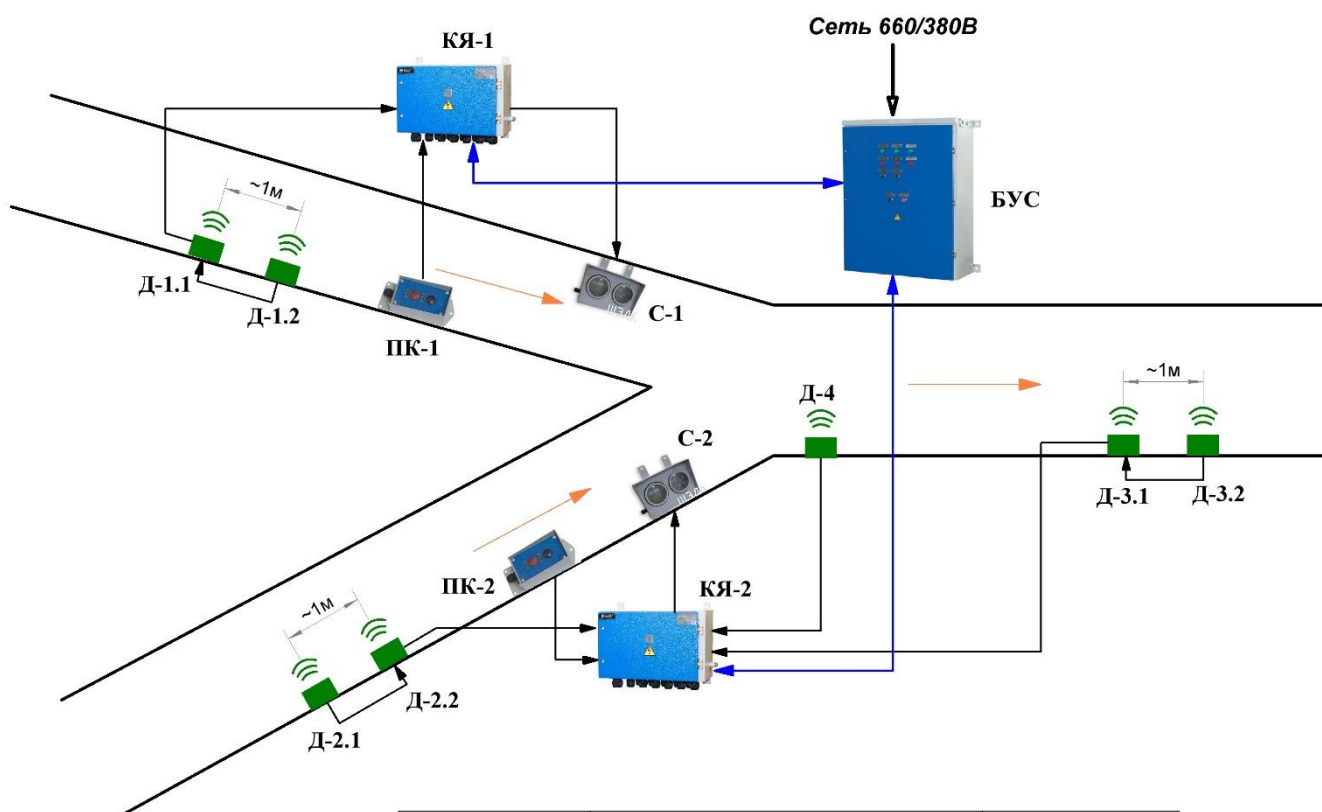 Сеть 660/380В
КЯ-1
БУС
~1м
Д-1.1
Д-1.2
ПК-1
С-1
Д-4
~1м
С-2
Д-3.1
Д-3.2
ПК-2
КЯ-2
~1м
Д-2.2
Д-2.1